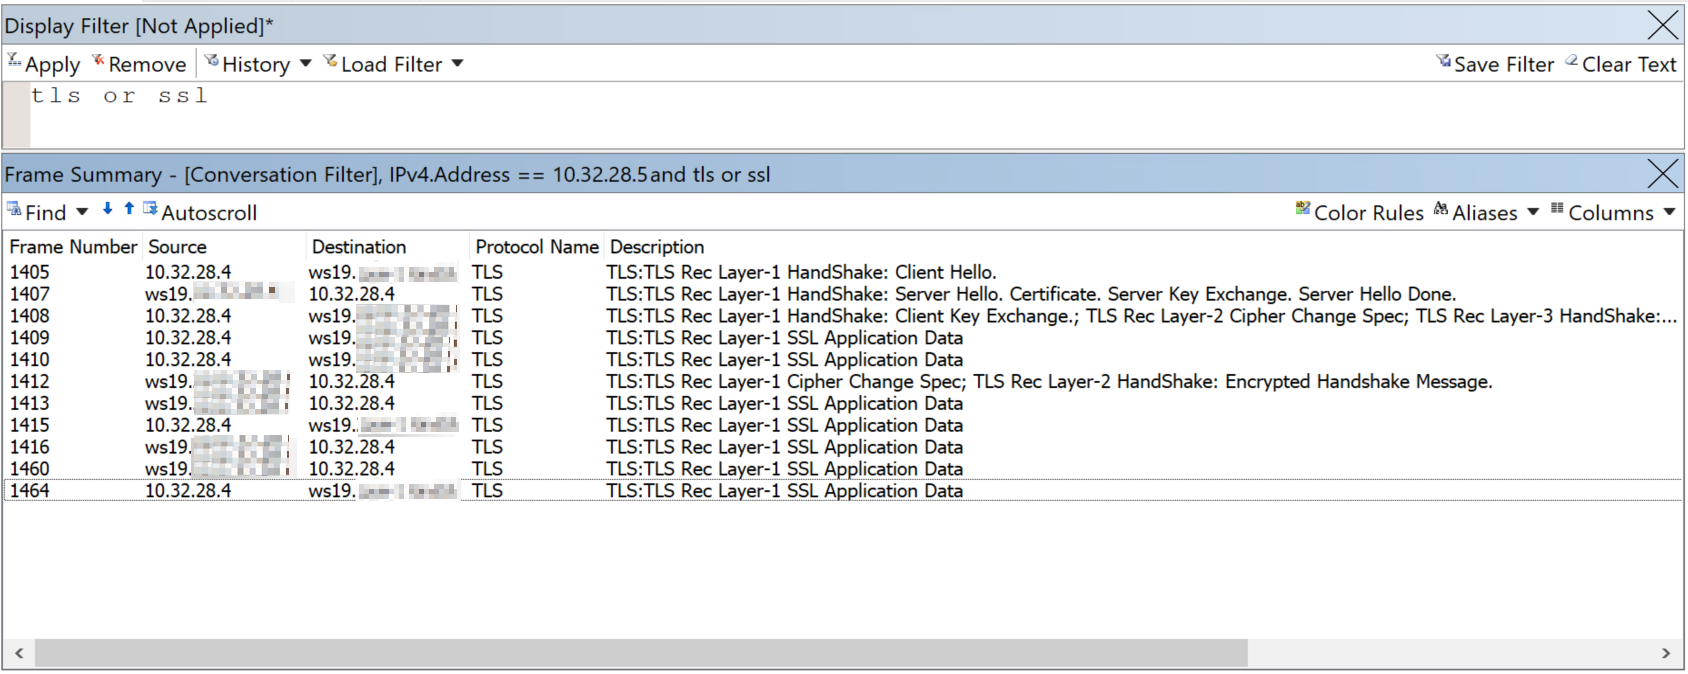 Display Filter [Not Applied]*
Apply Remove History Load Filter Save Filter Clear Text
tls or ssl
Frame Summary - [Conversation Filter], IPv4.Address == 10.32.28.5and tls or ssl
Find Autoscroll Color Rules Aliases Columns
Frame Number Source Destination Protocol Name Description
1405 10.32.28.4 ws19. TLS TLS:TLS Rec Layer-1 HandShake: Client Hello.
1407 ws19. 10.32.28.4 TLS TLS:TLS Rec Layer-1 HandShake: Server Hello. Certificate. Server Key Exchange. Server Hello Done.
1408 10.32.28.4 ws19. TLS TLS:TLS Rec Layer-1 HandShake: Client Key Exchange.; TLS Rec Layer-2 Cipher Change Spec; TLS Rec Layer-3 HandShake:...
1409 10.32.28.4 ws19. TLS TLS:TLS Rec Layer-1 SSL Application Data
1410 10.32.28.4 ws19. TLS TLS:TLS Rec Layer-1 SSL Application Data
1412 ws19. 10.32.28.4 TLS TLS:TLS Rec Layer-1 Cipher Change Spec; TLS Rec Layer-2 HandShake: Encrypted Handshake Message.
1413 ws19. 10.32.28.4 TLS TLS:TLS Rec Layer-1 SSL Application Data
1415 10.32.28.4 ws19. TLS TLS:TLS Rec Layer-1 SSL Application Data
1416 ws19. 10.32.28.4 TLS TLS:TLS Rec Layer-1 SSL Application Data
1460 ws19. 10.32.28.4 TLS TLS:TLS Rec Layer-1 SSL Application Data
1464 10.32.28.4 ws19. TLS TLS:TLS Rec Layer-1 SSL Application Data